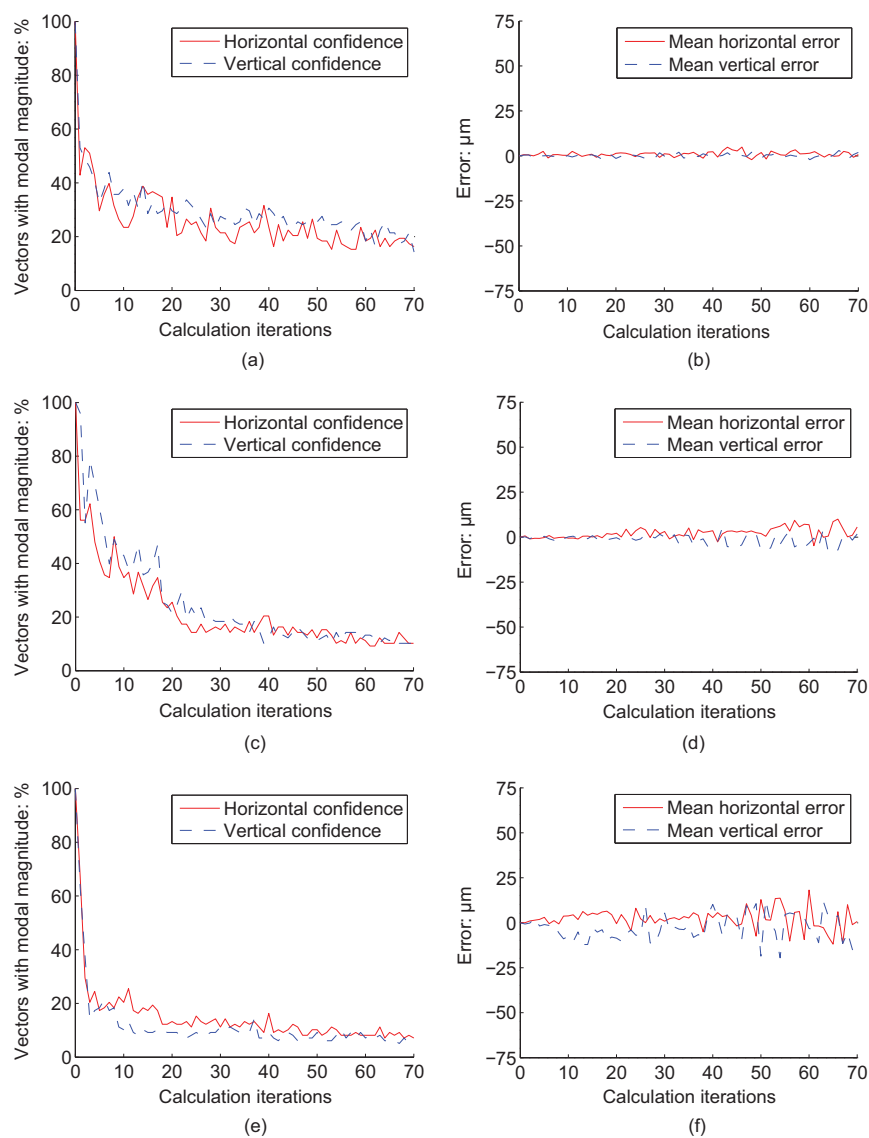 Vectors with modal magnitude: %
100
80
60
40
20
0
0 10 20 30 40 50 60 70
Calculation iterations
Horizontal confidence
Vertical confidence
(a)
Error: µm
75
50
25
0
−25
−50
−75
0 10 20 30 40 50 60 70
Calculation iterations
Mean horizontal error
Mean vertical error
(b)
Vectors with modal magnitude: %
100
80
60
40
20
0
0 10 20 30 40 50 60 70
Calculation iterations
Horizontal confidence
Vertical confidence
(c)
Error: µm
75
50
25
0
−25
−50
−75
0 10 20 30 40 50 60 70
Calculation iterations
Mean horizontal error
Mean vertical error
(d)
Vectors with modal magnitude: %
100
80
60
40
20
0
0 10 20 30 40 50 60 70
Calculation iterations
Horizontal confidence
Vertical confidence
(e)
Error: µm
75
50
25
0
−25
−50
−75
0 10 20 30 40 50 60 70
Calculation iterations
Mean horizontal error
Mean vertical error
(f)